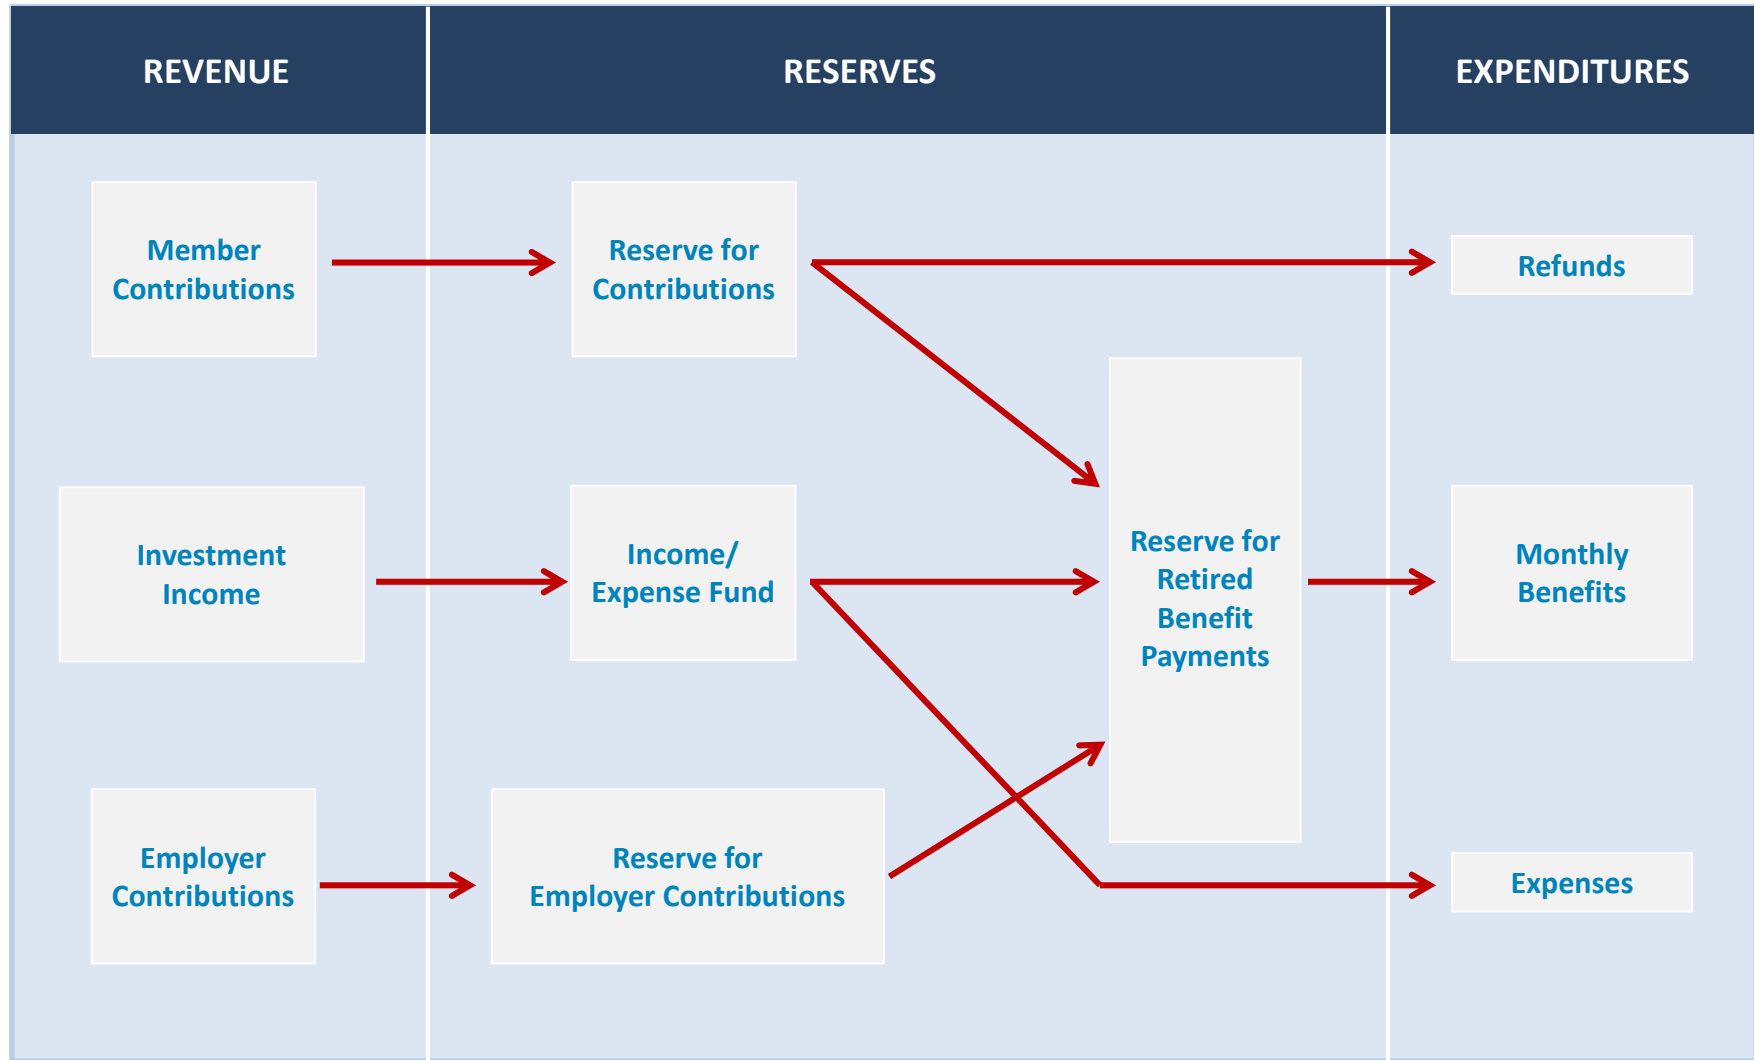 REVENUE
RESERVES
EXPENDITURES
Member
Contributions
Reserve for
Contributions
Refunds
Investment
Income
Income/
Expense Fund
Reserve for
Retired
Benefit
Payments
Monthly
Benefits
Employer
Contributions
Reserve for
Employer Contributions
Expenses